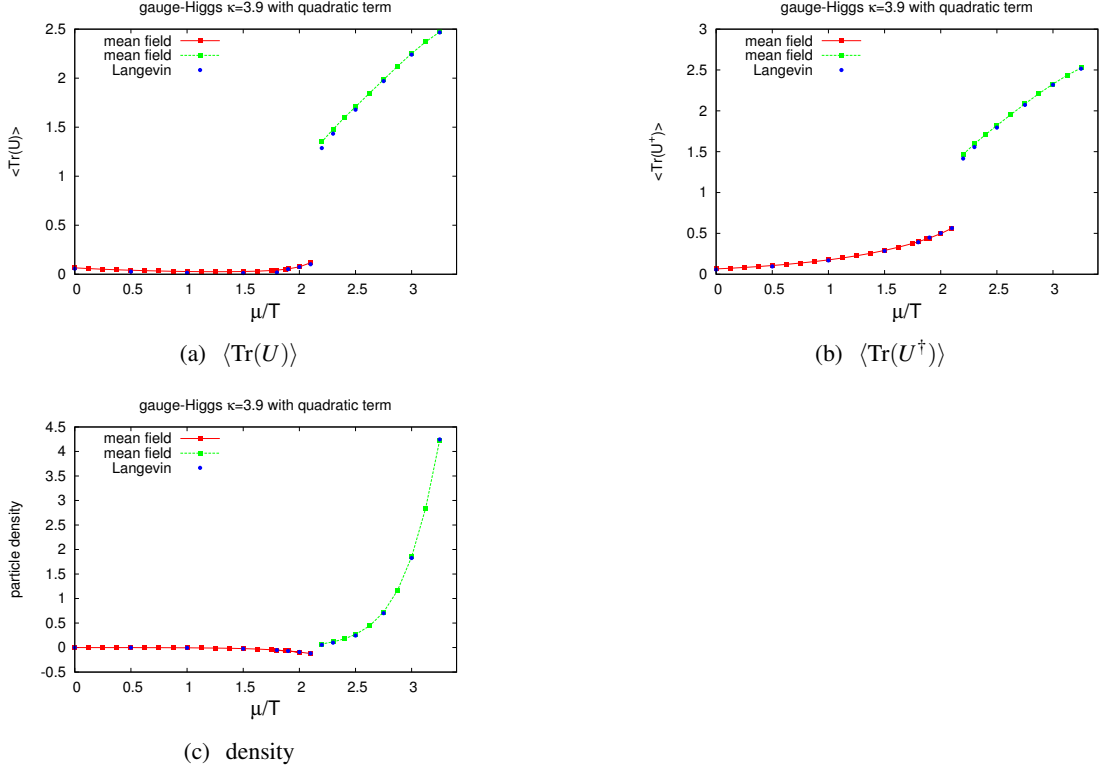 gauge-Higgs κ=3.9 with quadratic term
mean field
mean field
Langevin
<Tr(U)>
2.5
2
1.5
1
0.5
0
0 0.5 1 1.5 2 2.5 3
μ/T
(a) ⟨Tr(U)⟩
gauge-Higgs κ=3.9 with quadratic term
mean field
mean field
Langevin
<Tr(U⁺)>
3
2.5
2
1.5
1
0.5
0
0 0.5 1 1.5 2 2.5 3
μ/T
(b) ⟨Tr(U†)⟩
gauge-Higgs κ=3.9 with quadratic term
mean field
mean field
Langevin
particle density
4.5
4
3.5
3
2.5
2
1.5
1
0.5
0
-0.5
0 0.5 1 1.5 2 2.5 3
μ/T
(c) density